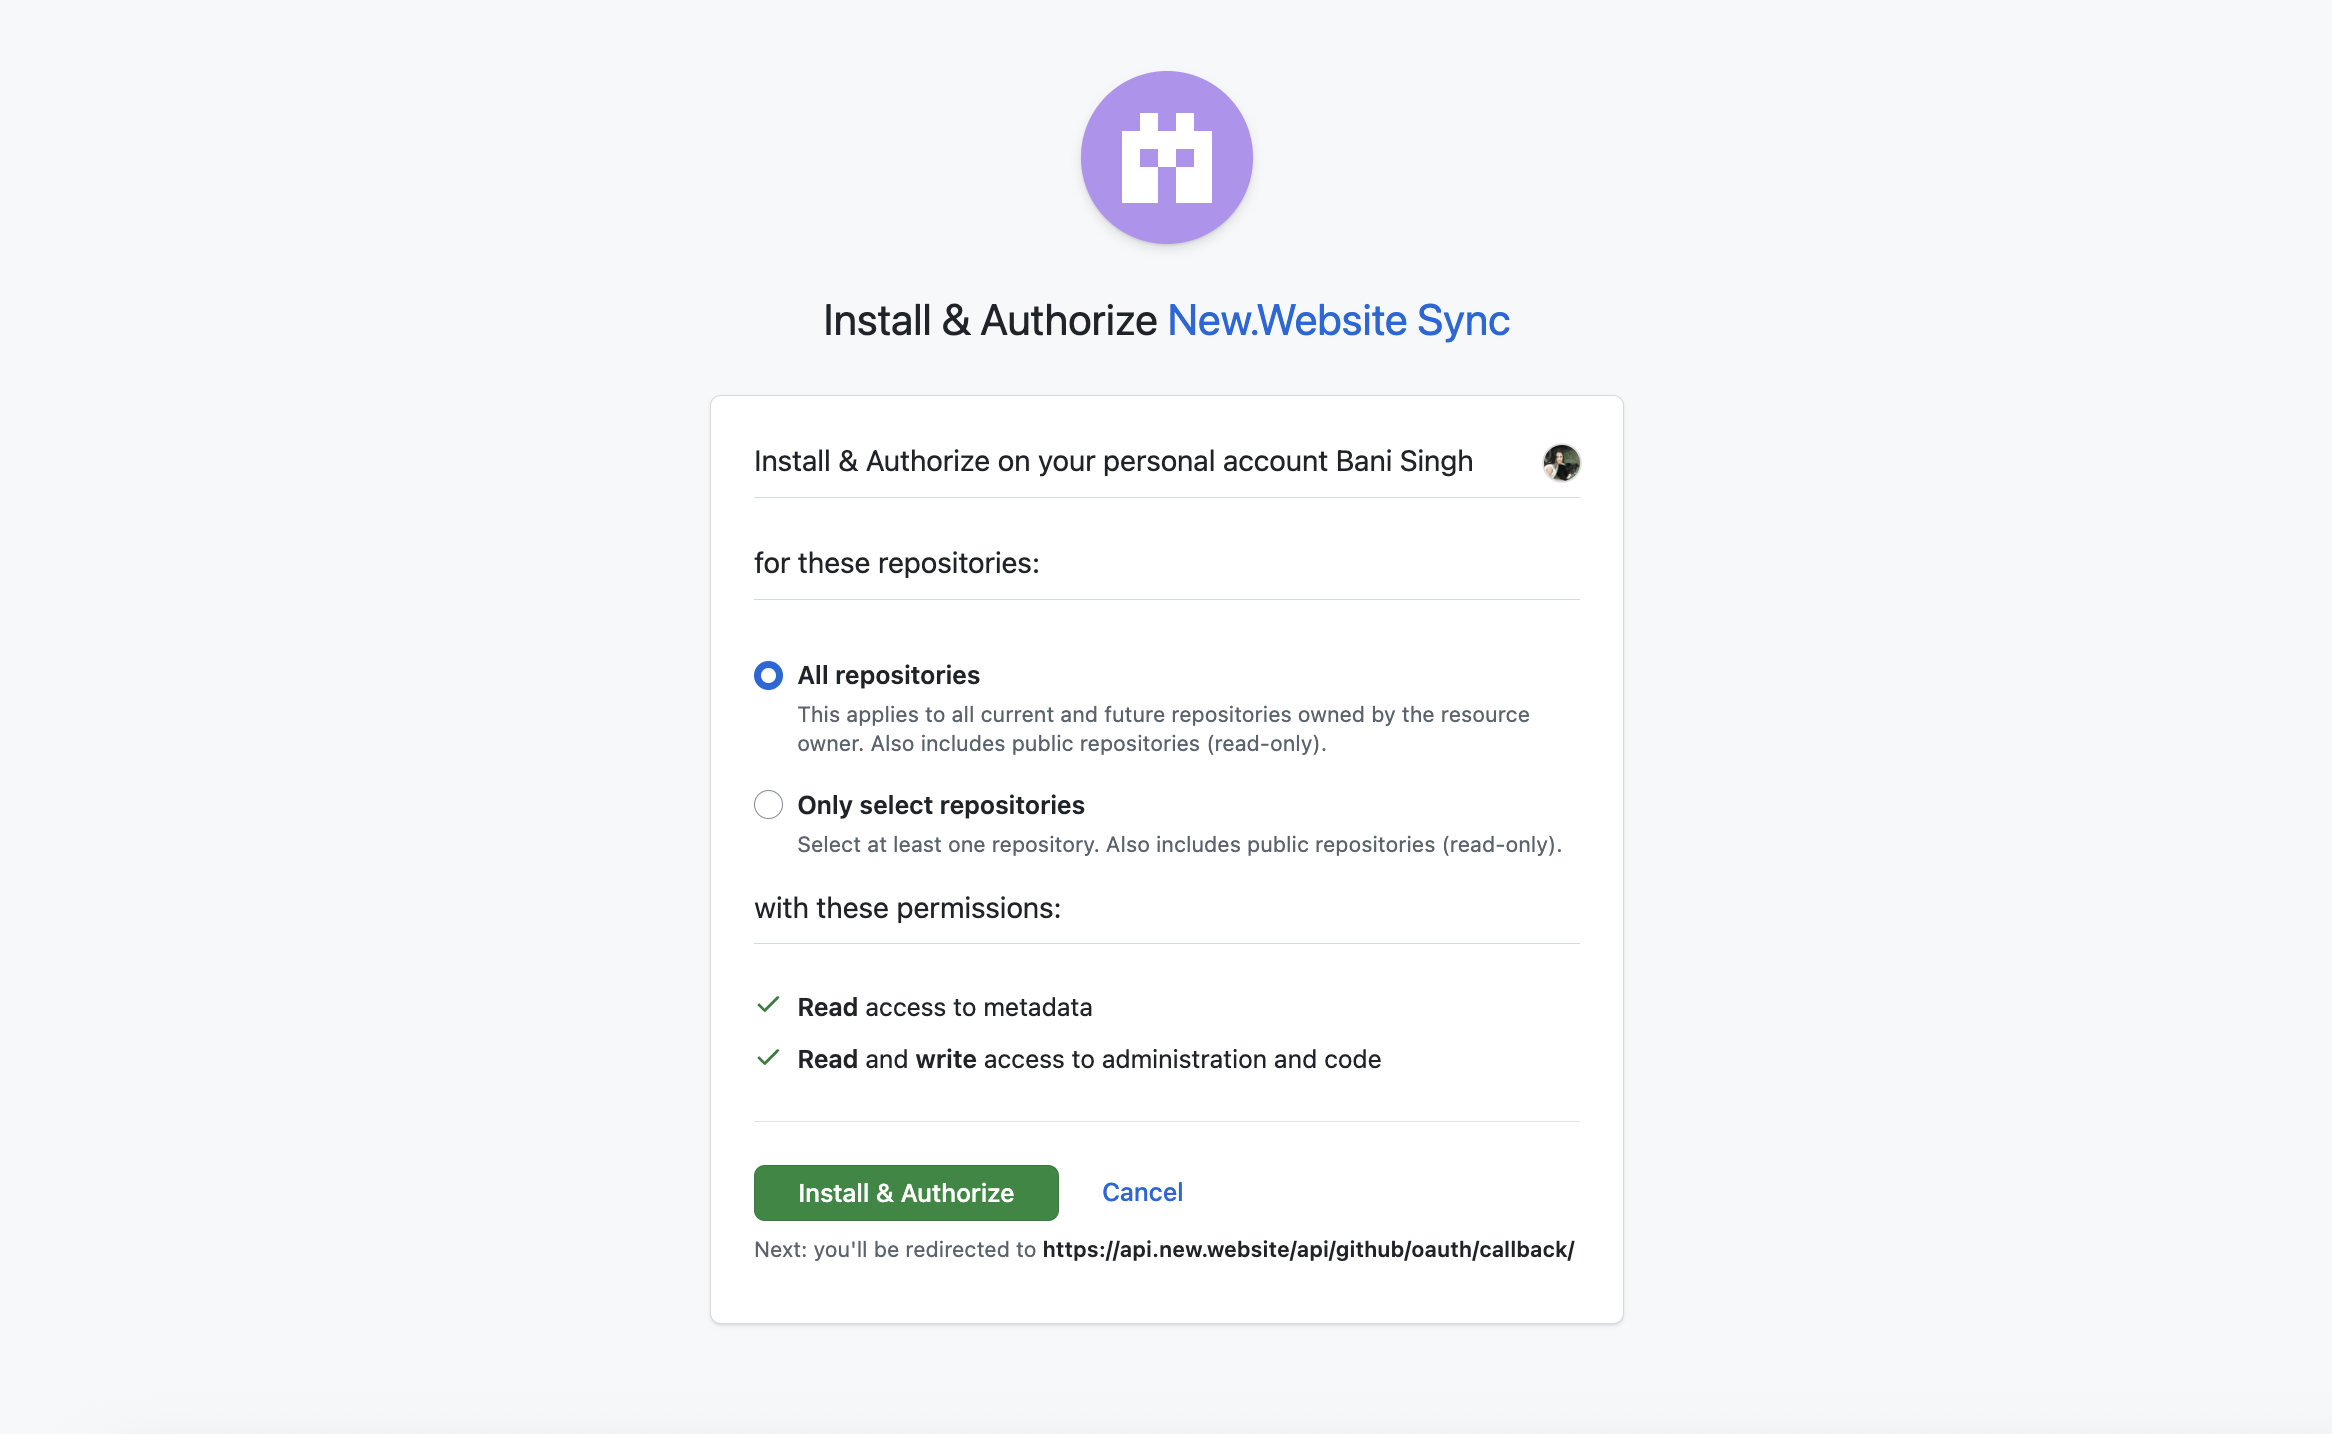 Install & Authorize New.Website Sync
Install & Authorize on your personal account Bani Singh
for these repositories:
All repositories
This applies to all current and future repositories owned by the resource
owner. Also includes public repositories (read-only).
Only select repositories
Select at least one repository. Also includes public repositories (read-only).
with these permissions:
Read access to metadata
Read and write access to administration and code
Install & Authorize
Cancel
Next: you'll be redirected to https://api.new.website/api/github/oauth/callback/